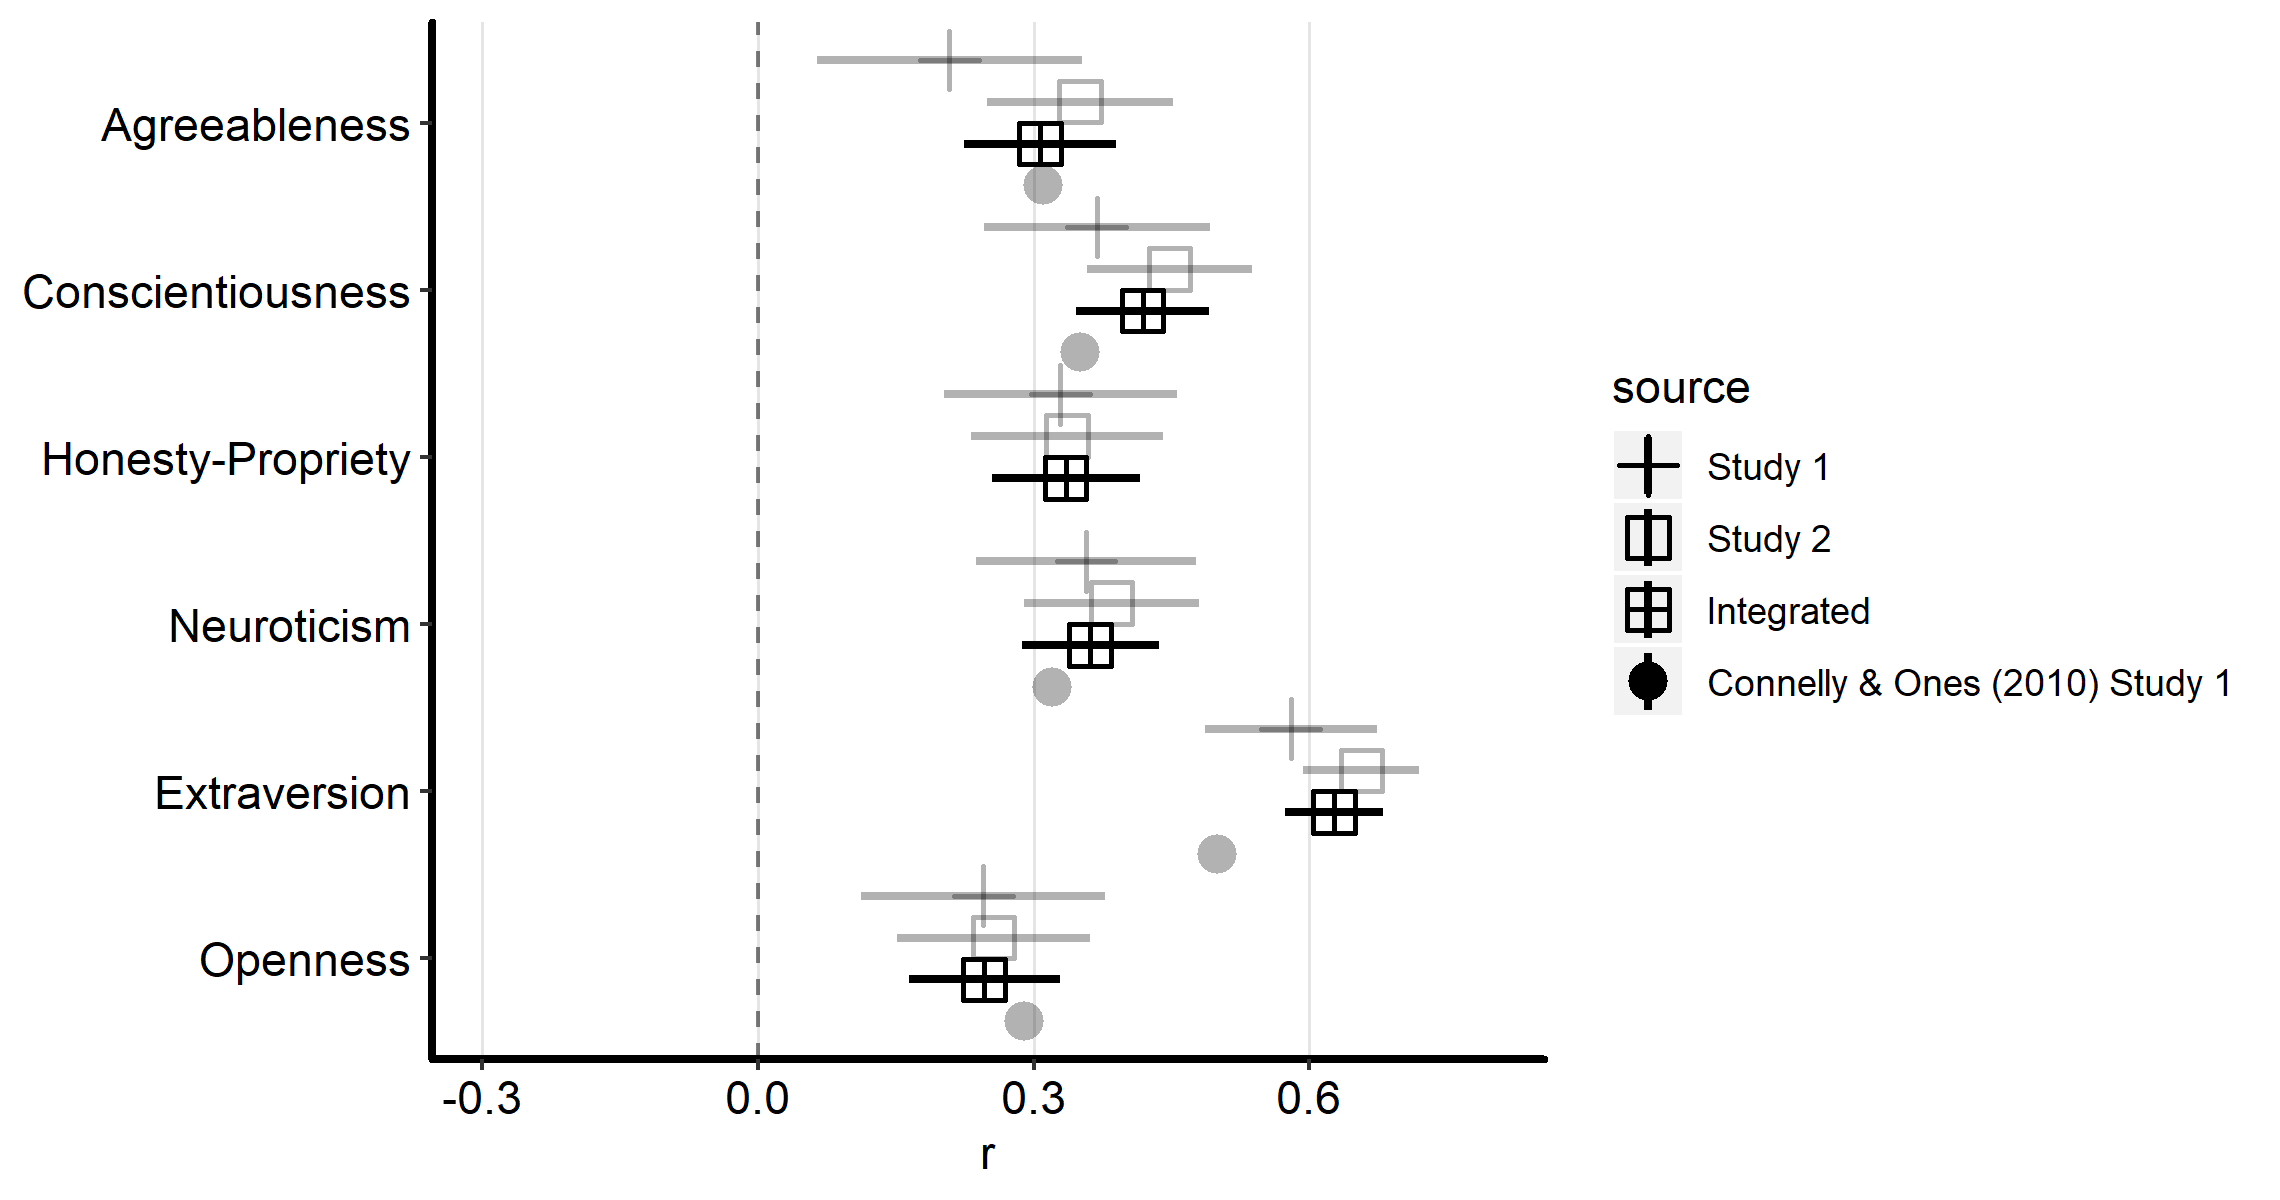 Agreeableness
Conscientiousness
Honesty-Propriety
Neuroticism
Extraversion
Openness
-0.3
0.0
0.3
0.6
r
source
Study 1
Study 2
Integrated
Connelly & Ones (2010) Study 1